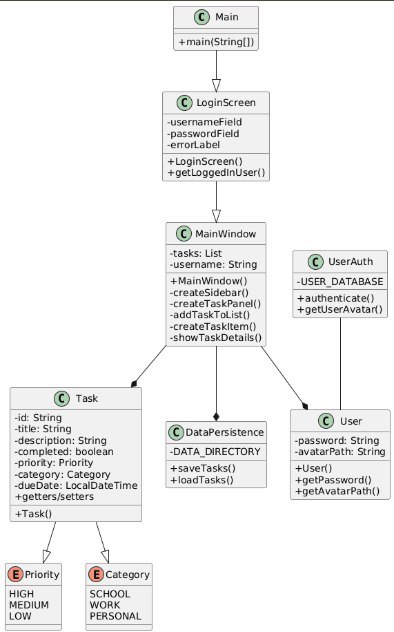 C Main
+main(String[])
C LoginScreen
-usernameField
-passwordField
-errorLabel
+LoginScreen()
+getLoggedInUser()
C MainWindow
-tasks: List
-username: String
+MainWindow()
-createSidebar()
-createTaskPanel()
-addTaskToList()
-createTaskItem()
-showTaskDetails()
C UserAuth
-USER_DATABASE
+authenticate()
+getUserAvatar()
C Task
-id: String
-title: String
-description: String
-completed: boolean
-priority: Priority
-category: Category
-dueDate: LocalDateTime
+getters/setters
+Task()
C DataPersistence
-DATA_DIRECTORY
+saveTasks()
+loadTasks()
C User
-password: String
-avatarPath: String
+User()
+getPassword()
+getAvatarPath()
E Priority
HIGH
MEDIUM
LOW
E Category
SCHOOL
WORK
PERSONAL